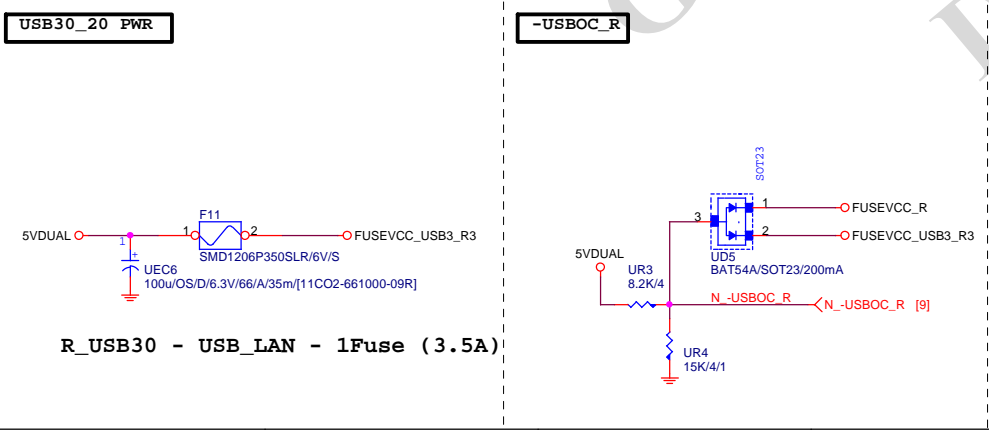 USB30_20 PWR
-USBOC_R
SOT23
F11
1
2
5VDUAL
FUSEVCC_USB3_R3
1
+
SMD1206P350SLR/6V/S
UEC6
100u/OS/D/6.3V/66/A/35m/[11CO2-661000-09R]
R_USB30 - USB_LAN - 1Fuse (3.5A)
3
1
FUSEVCC_R
2
FUSEVCC_USB3_R3
UD5
BAT54A/SOT23/200mA
5VDUAL
UR3
8.2K/4
N_-USBOC_R
N_-USBOC_R [9]
UR4
15K/4/1